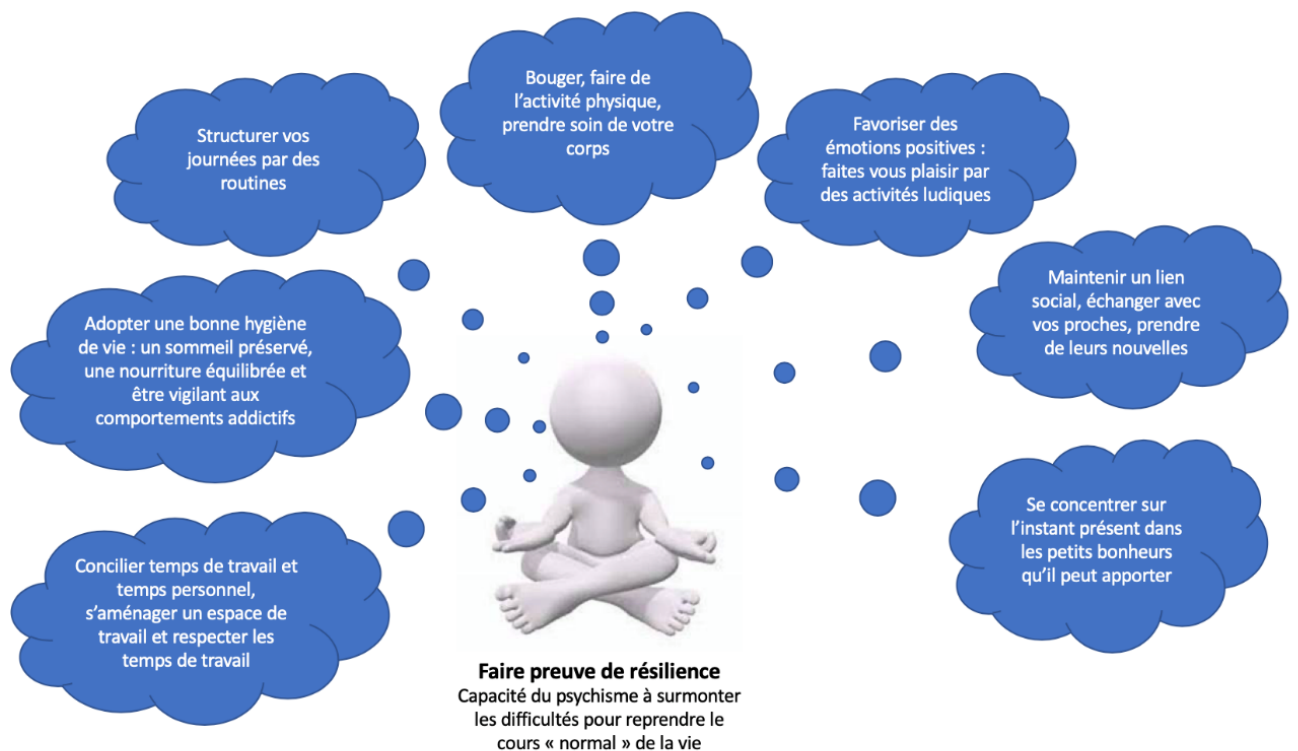 Bouger, faire de
l'activité physique,
prendre soin de votre
corps
Structurer vos
journées par des
routines
Favoriser des
émotions positives :
faites vous plaisir par
des activités ludiques
Adopter une bonne hygiène
de vie : un sommeil préservé,
une nourriture équilibrée et
être vigilant aux
comportements addictifs
Maintenir un lien
social, échanger avec
vos proches, prendre
de leurs nouvelles
Concilier temps de travail et
temps personnel,
s'aménager un espace de
travail et respecter les
temps de travail
Se concentrer sur
l'instant présent dans
les petits bonheurs
qu'il peut apporter
Faire preuve de résilience
Capacité du psychisme à surmonter
les difficultés pour reprendre le
cours « normal » de la vie